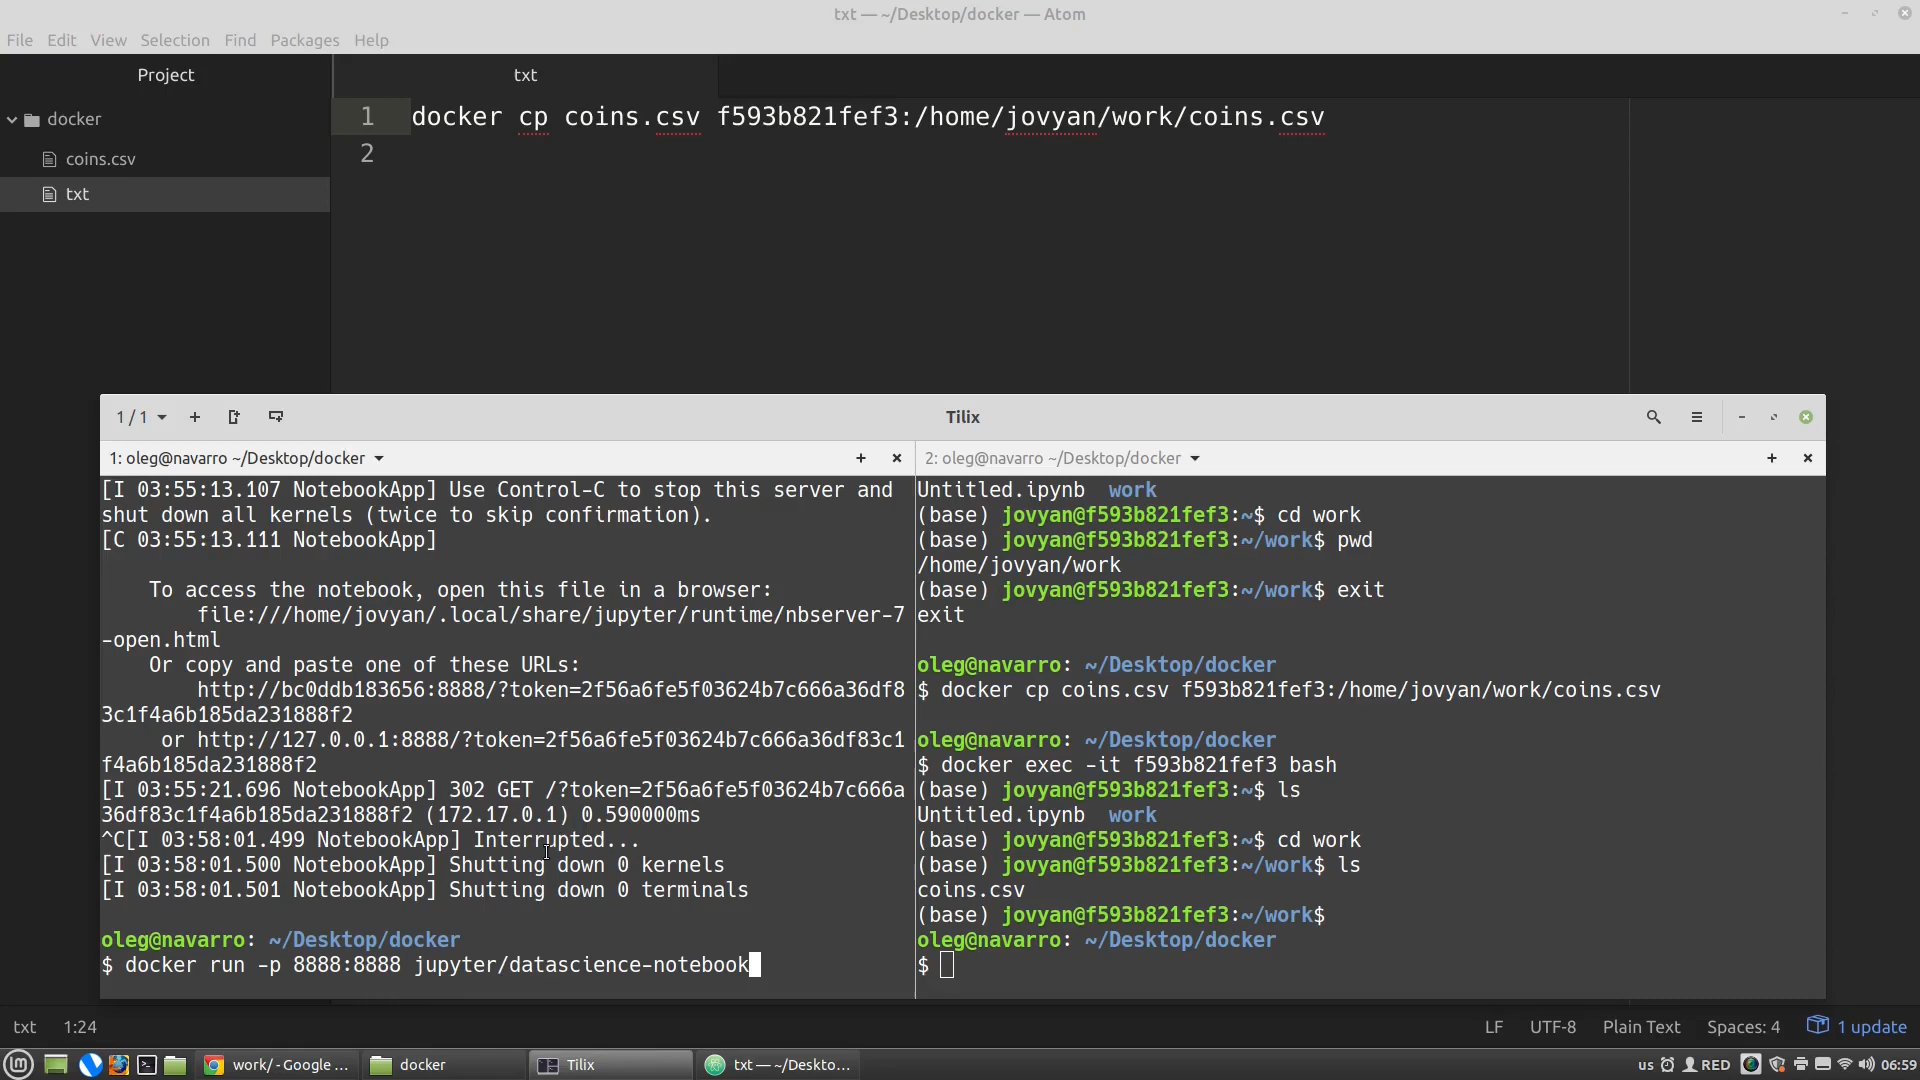 txt — ~/Desktop/docker — Atom
File Edit View Selection Find Packages Help
Project
txt
docker
coins.csv
txt
1 docker cp coins.csv f593b821fef3:/home/jovyan/work/coins.csv
2
1 / 1
Tilix
1: oleg@navarro ~/Desktop/docker
[I 03:55:13.107 NotebookApp] Use Control-C to stop this server and
shut down all kernels (twice to skip confirmation).
[C 03:55:13.111 NotebookApp]
To access the notebook, open this file in a browser:
file:///home/jovyan/.local/share/jupyter/runtime/nbserver-7
-open.html
Or copy and paste one of these URLs:
http://bc0ddb183656:8888/?token=2f56a6fe5f03624b7c666a36df8
3c1f4a6b185da231888f2
or http://127.0.0.1:8888/?token=2f56a6fe5f03624b7c666a36df83c1
f4a6b185da231888f2
[I 03:55:21.696 NotebookApp] 302 GET /?token=2f56a6fe5f03624b7c666a
36df83c1f4a6b185da231888f2 (172.17.0.1) 0.590000ms
^C[I 03:58:01.499 NotebookApp] Interrupted...
[I 03:58:01.500 NotebookApp] Shutting down 0 kernels
[I 03:58:01.501 NotebookApp] Shutting down 0 terminals
oleg@navarro: ~/Desktop/docker
$ docker run -p 8888:8888 jupyter/datascience-notebook
2: oleg@navarro ~/Desktop/docker
Untitled.ipynb work
(base) jovyan@f593b821fef3:~$ cd work
(base) jovyan@f593b821fef3:~/work$ pwd
/home/jovyan/work
(base) jovyan@f593b821fef3:~/work$ exit
exit
oleg@navarro: ~/Desktop/docker
$ docker cp coins.csv f593b821fef3:/home/jovyan/work/coins.csv
oleg@navarro: ~/Desktop/docker
$ docker exec -it f593b821fef3 bash
(base) jovyan@f593b821fef3:~$ ls
Untitled.ipynb work
(base) jovyan@f593b821fef3:~$ cd work
(base) jovyan@f593b821fef3:~/work$ ls
coins.csv
(base) jovyan@f593b821fef3:~/work$
oleg@navarro: ~/Desktop/docker
$
txt 1:24 LF UTF-8 Plain Text Spaces: 4 1 update
work/ - Google ... docker Tilix txt — ~/Deskto... us RED 06:59